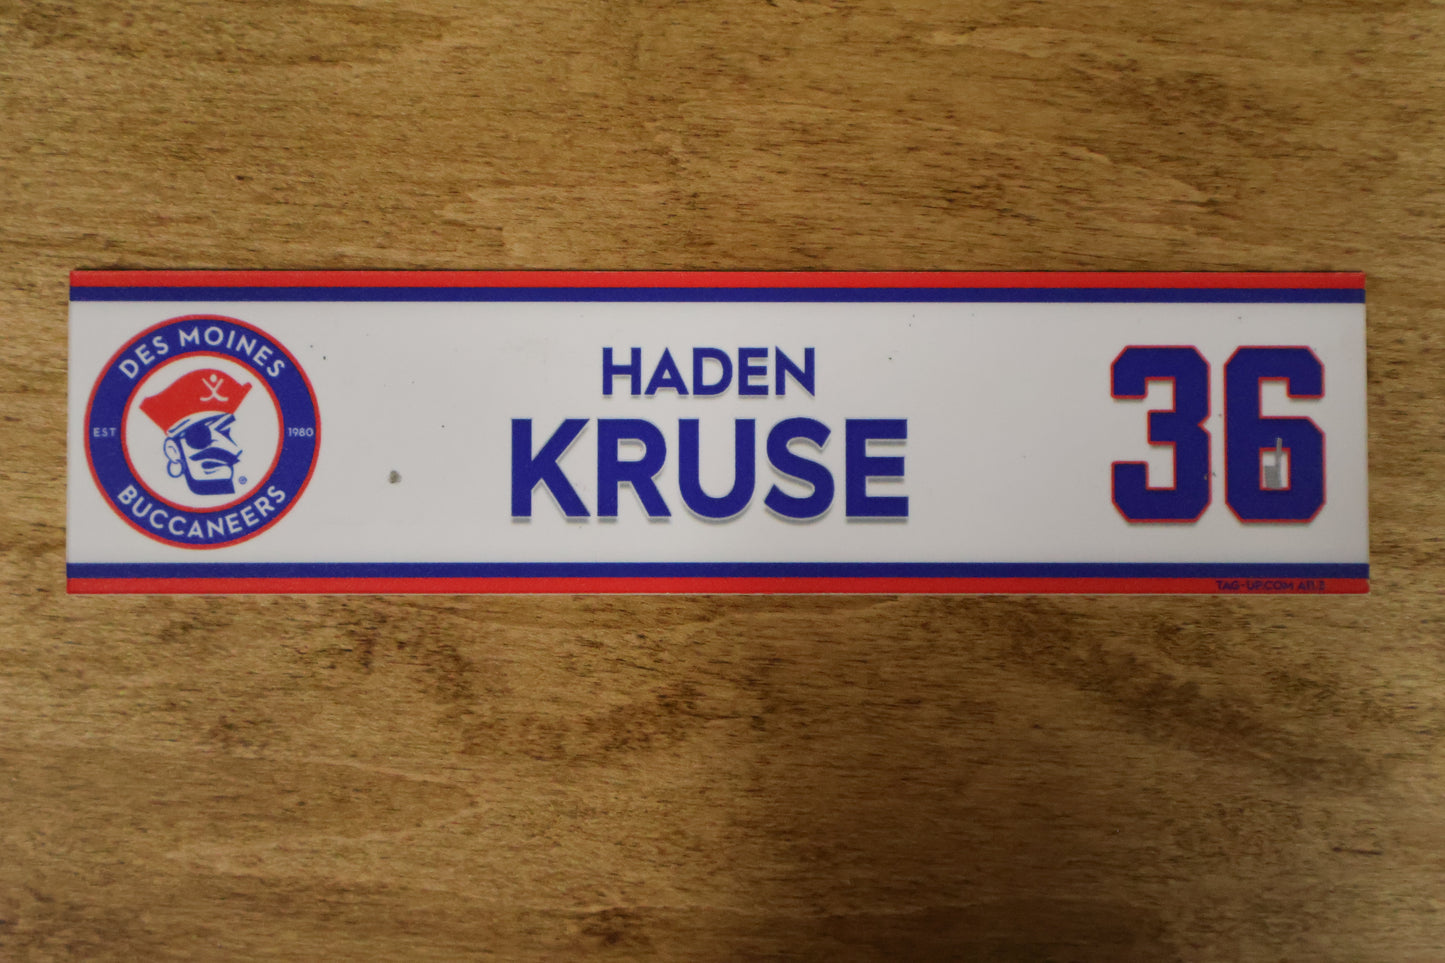 DES MOINES
EST 1980
BUCCANEERS
®
HADEN
KRUSE
36
TAG-UP.COM